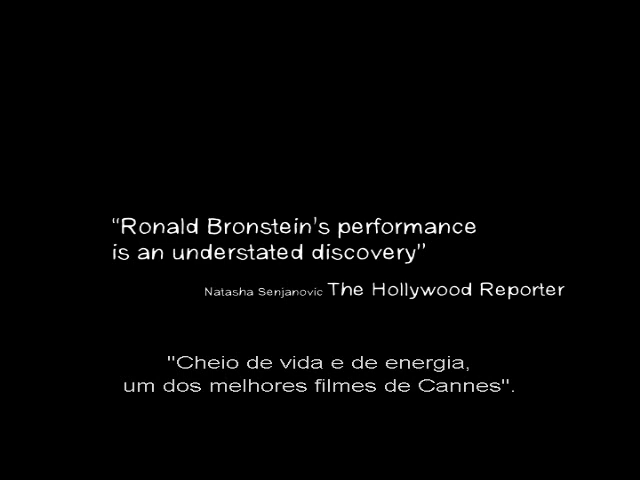 “Ronald Bronstein's performance
is an understated discovery”
Natasha Senjanovic The Hollywood Reporter
"Cheio de vida e de energia,
um dos melhores filmes de Cannes".